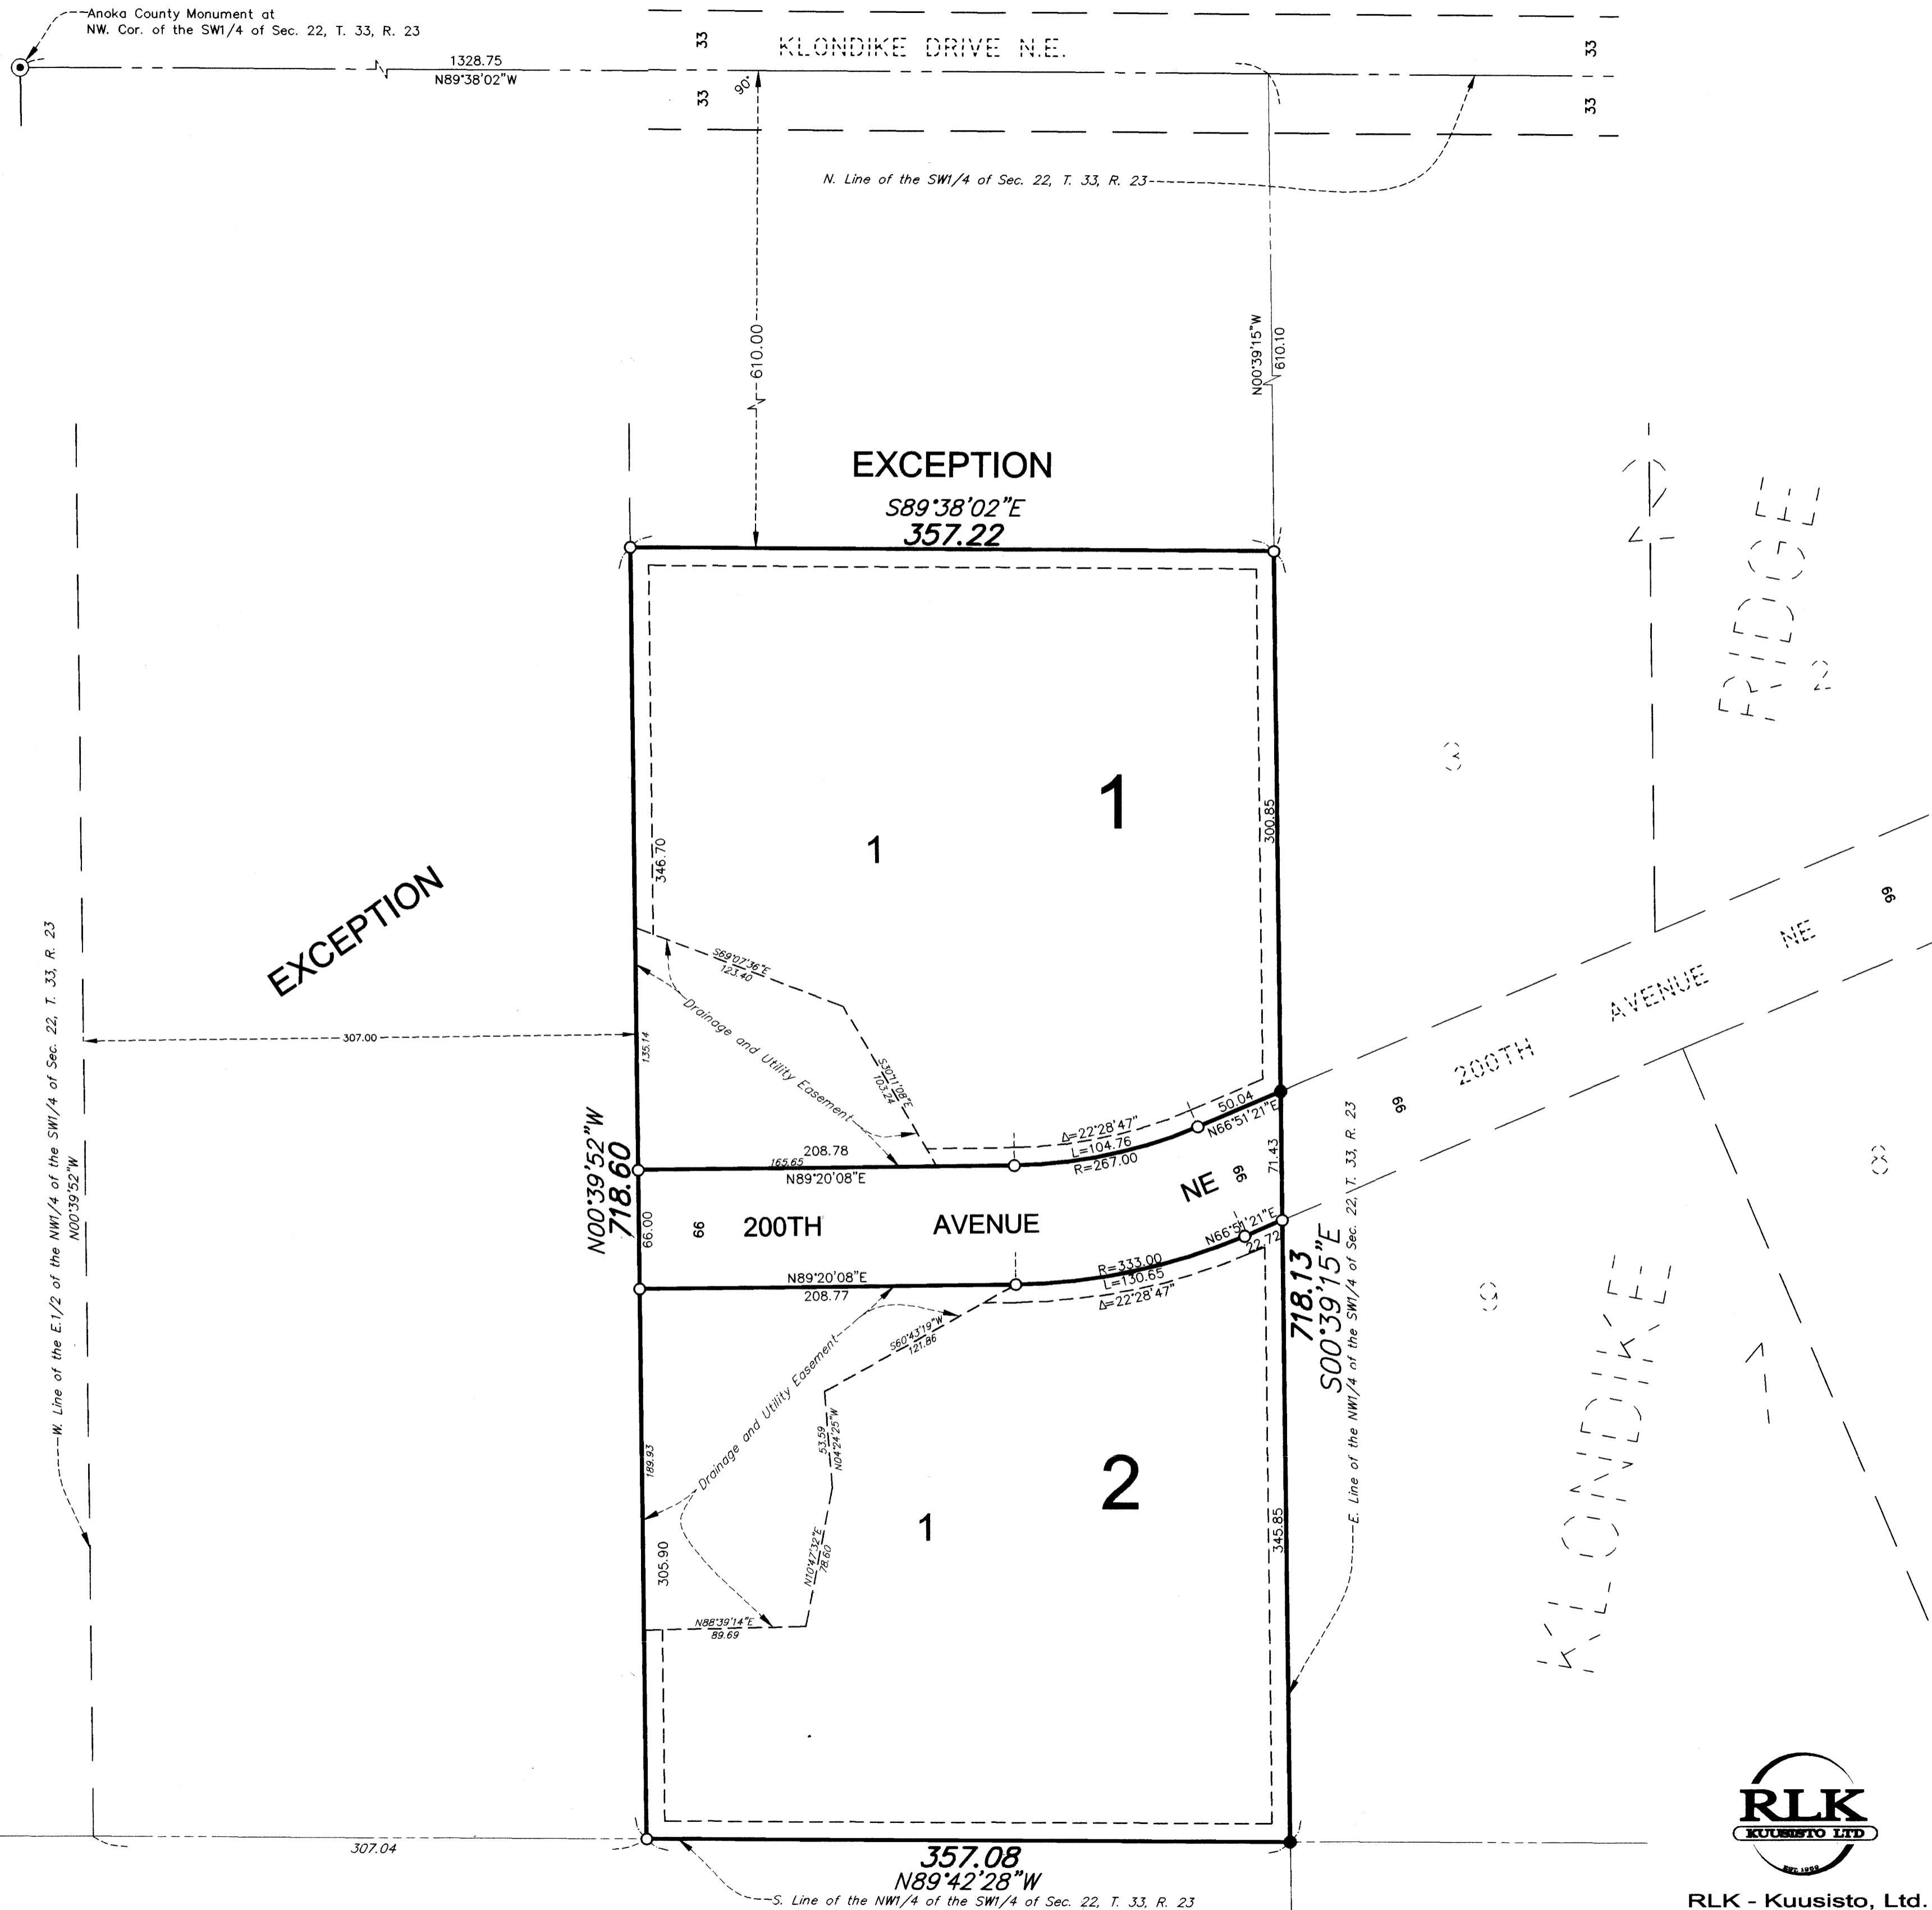 Anoka County Monument at
NW. Cor. of the SW1/4 of Sec. 22, T. 33, R. 23
1328.75
N89°38'02"W
33
KLONDIKE DRIVE N.E.
33
33
90°
33
N. Line of the SW1/4 of Sec. 22, T. 33, R. 23
610.00
N00°39'15"W
610.10
EXCEPTION
S89°38'02"E
357.22
2
RIDGE
2
3
1
1
346.70
300.85
EXCEPTION
S69°07'36"E
123.40
Drainage and Utility Easement
S30°11'08"E
103.24
307.00
135.14
W. Line of the E.1/2 of the NW1/4 of the SW1/4 of Sec. 22, T. 33, R. 23
N00°39'52"W
N00°39'52"W
718.60
208.78
165.65
N89°20'08"E
Δ=22°28'47"
L=104.76
R=267.00
50.04
N66°51'21"E
71.43
66
200TH AVENUE NE
66
66.00
66
200TH AVENUE NE
66
N66°51'21"E
22.72
N89°20'08"E
208.77
R=333.00
L=130.65
Δ=22°28'47"
718.13
S00°39'15"E
E. Line of the NW1/4 of the SW1/4 of Sec. 22, T. 33, R. 23
8
9
1
KLONDIKE
S60°43'19"W
121.86
Drainage and Utility Easement
53.59
N04°24'25"W
189.93
2
1
305.90
N10°47'32"E
78.60
345.85
N88°39'14"E
89.69
307.04
357.08
N89°42'28"W
S. Line of the NW1/4 of the SW1/4 of Sec. 22, T. 33, R. 23
RLK
KUUSISTO LTD
EST. 1959
RLK - Kuusisto, Ltd.